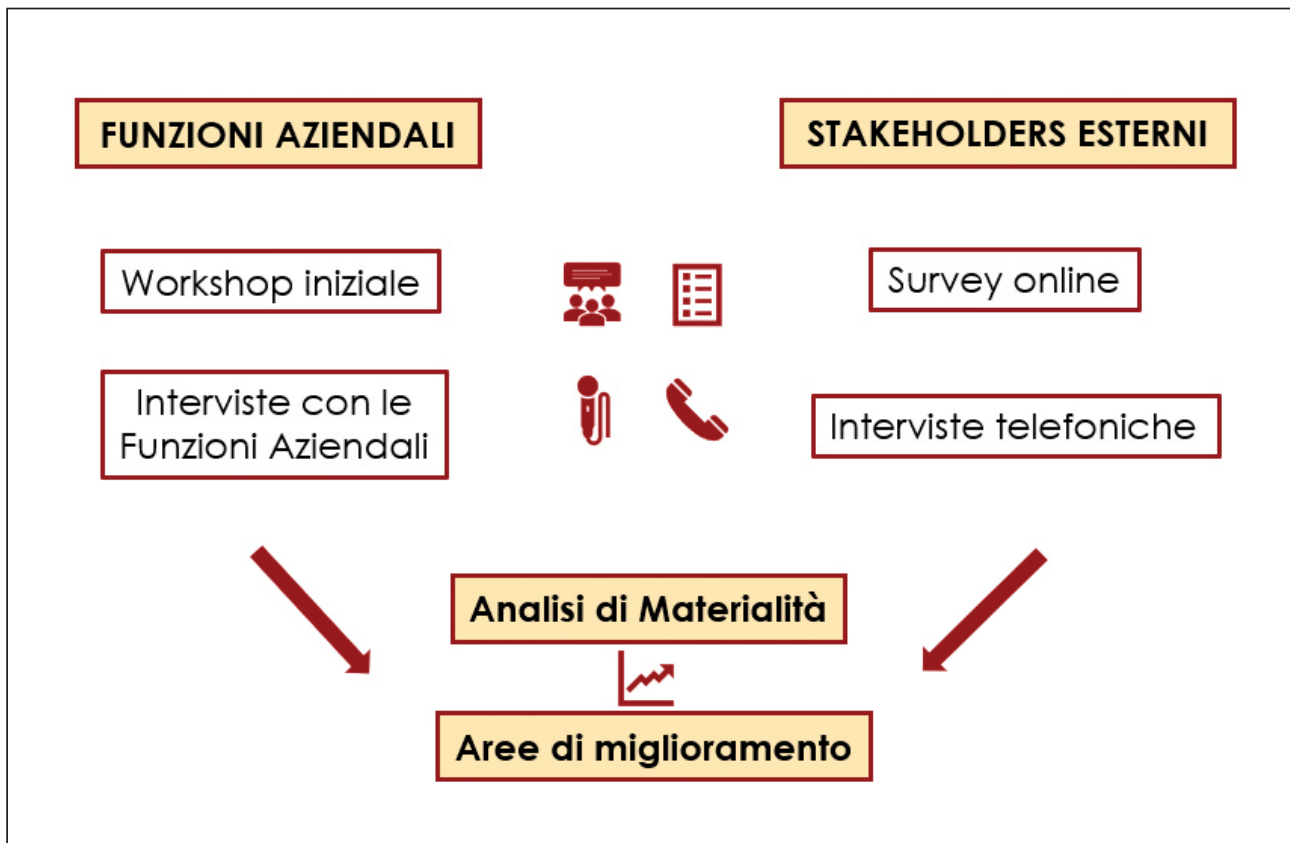 FUNZIONI AZIENDALI
STAKEHOLDERS ESTERNI
Workshop iniziale
Survey online
Interviste con le
Funzioni Aziendali
Interviste telefoniche
Analisi di Materialità
Aree di miglioramento